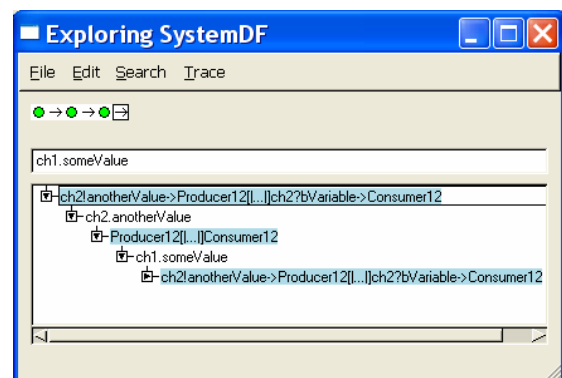 Exploring SystemDF
File Edit Search Trace
ch1.someValue
ch2!anotherValue->Producer12[|...|]ch2?bVariable->Consumer12
ch2.anotherValue
Producer12[|...|]Consumer12
ch1.someValue
ch2!anotherValue->Producer12[|...|]ch2?bVariable->Consumer12